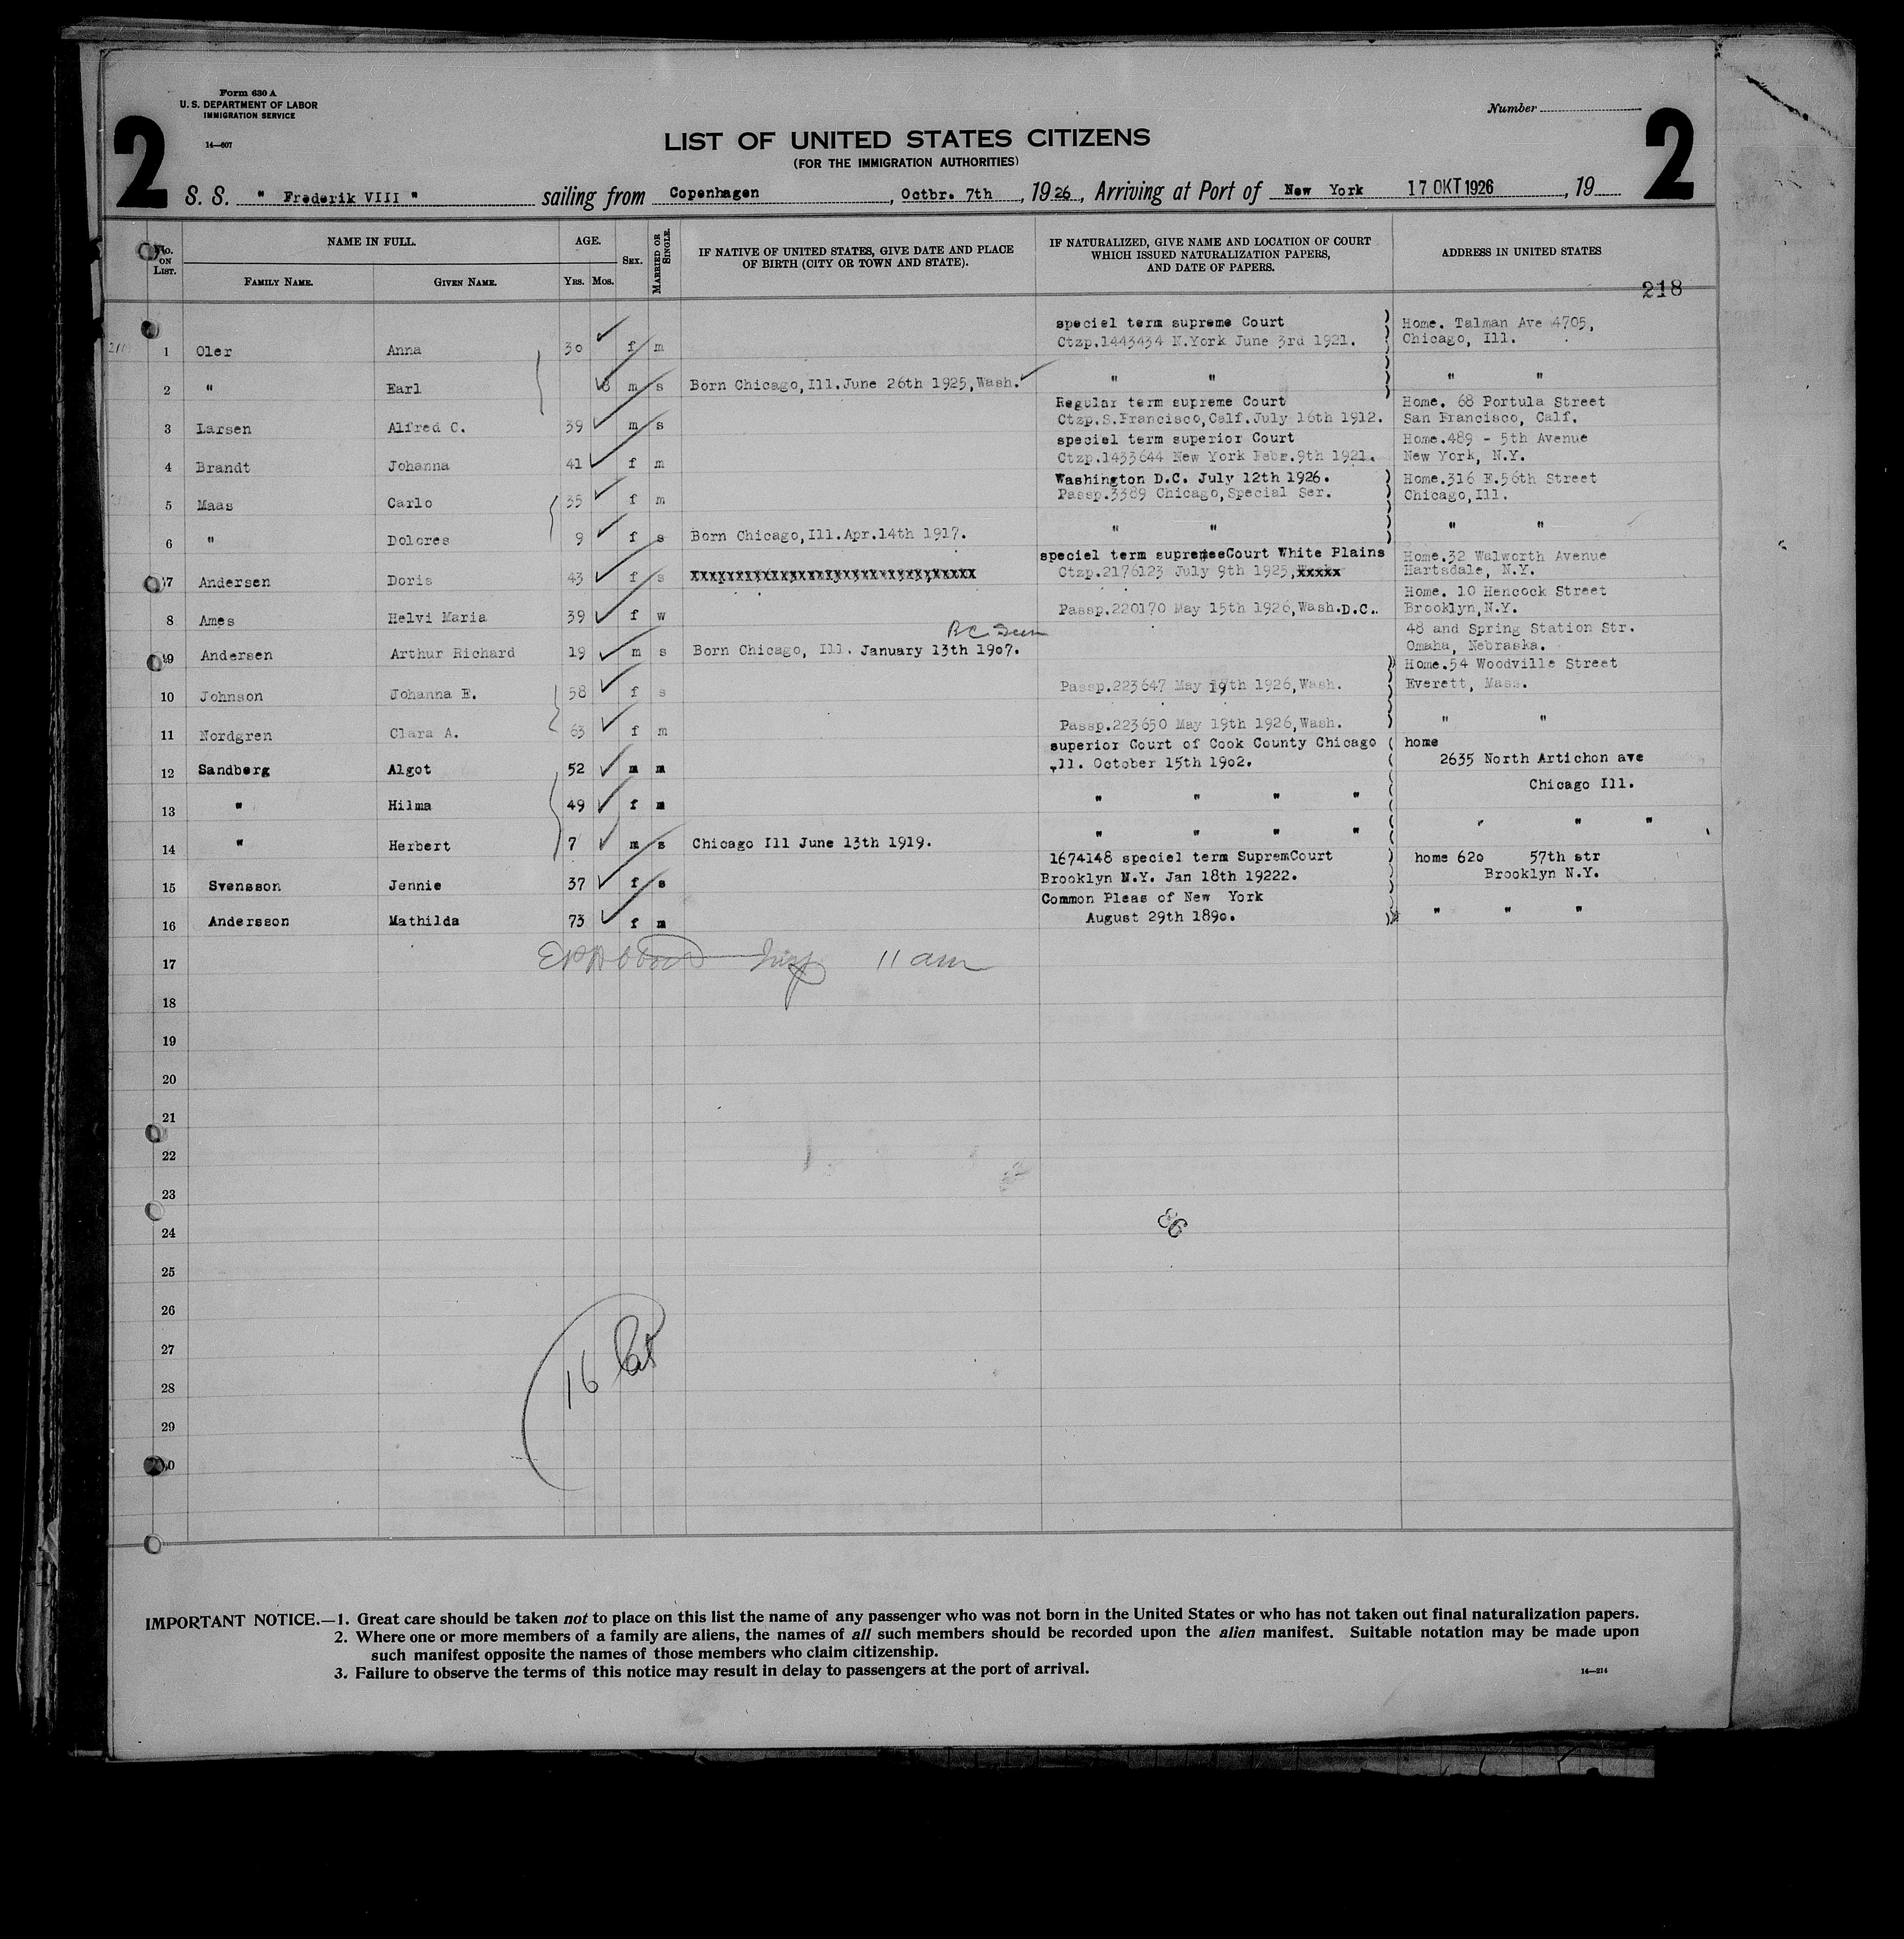 Form 630 A
U. S. DEPARTMENT OF LABOR
IMMIGRATION SERVICE
14—607
2
2
Number
LIST OF UNITED STATES CITIZENS
(FOR THE IMMIGRATION AUTHORITIES)
S. S. " Frederik VIII " sailing from Copenhagen, Octbr. 7th, 1926, Arriving at Port of New York 17 OKT 1926, 19
No. ON LIST. NAME IN FULL. AGE. SEX. MARRIED OR SINGLE. IF NATIVE OF UNITED STATES, GIVE DATE AND PLACE OF BIRTH (CITY OR TOWN AND STATE). IF NATURALIZED, GIVE NAME AND LOCATION OF COURT WHICH ISSUED NATURALIZATION PAPERS, AND DATE OF PAPERS. ADDRESS IN UNITED STATES
FAMILY NAME. GIVEN NAME. YRS. MOS.
218
speciel term supreme Court Home. Talman Ave 4705,
1 Oler Anna 30 f m Ctzp.1443434 N.York June 3rd 1921. Chicago, Ill.
2 " Earl 8 m s Born Chicago,Ill.June 26th 1925,Wash. " " " "
Regular term supreme Court Home. 68 Portula Street
3 Larsen Alfred C. 39 m s Ctzp.S.Francisco,Calf.July 16th 1912. San Francisco, Calf.
speciel term superior Court Home.489 - 5th Avenue
4 Brandt Johanna 41 f m Ctzp.1433644 New York Febr.9th 1921. New York, N.Y.
Washington D.C. July 12th 1926. Home.316 E.56th Street
5 Maas Carlo 35 f m Passp.3389 Chicago,Special Ser. Chicago,Ill.
6 " Dolores 9 f s Born Chicago,Ill.Apr.14th 1917. " " " "
speciel term supremeeCourt White Plains Home.32 Walworth Avenue
7 Andersen Doris 43 f s Ctzp.2176123 July 9th 1925, Hartsdale, N.Y.
Home. 10 Hencock Street
8 Ames Helvi Maria 39 f w Passp.220170 May 15th 1926,Wash.D.C.. Brooklyn,N.Y.
B C Seen 48 and Spring Station Str.
9 Andersen Arthur Richard 19 m s Born Chicago, Ill. January 13th 1907. Omaha, Nebraska.
Home.54 Woodville Street
10 Johnson Johanna E. 58 f s Passp.223647 May 19th 1926,Wash. Everett, Mass.
11 Nordgren Clara A. 63 f m Passp.223650 May 19th 1926,Wash. " "
superior Court of Cook County Chicago home
12 Sandberg Algot 52 m m ,ll. October 15th 1902. 2635 North Artichon ave
Chicago Ill.
13 " Hilma 49 f m " " " "
14 " Herbert 7 m s Chicago Ill June 13th 1919. " " " " " " "
1674148 speciel term SupremCourt home 620 57th str
15 Svensson Jennie 37 f s Brooklyn N.Y. Jan 18th 19222. Brooklyn N.Y.
Common Pleas of New York
16 Andersson Mathilda 73 f m August 29th 1890. " " "
17 11 am
18
19
20
21
22
23
24
36
25
26
27
16
28
29
30
IMPORTANT NOTICE.—1. Great care should be taken not to place on this list the name of any passenger who was not born in the United States or who has not taken out final naturalization papers.
2. Where one or more members of a family are aliens, the names of all such members should be recorded upon the alien manifest. Suitable notation may be made upon
such manifest opposite the names of those members who claim citizenship.
3. Failure to observe the terms of this notice may result in delay to passengers at the port of arrival.
14—214